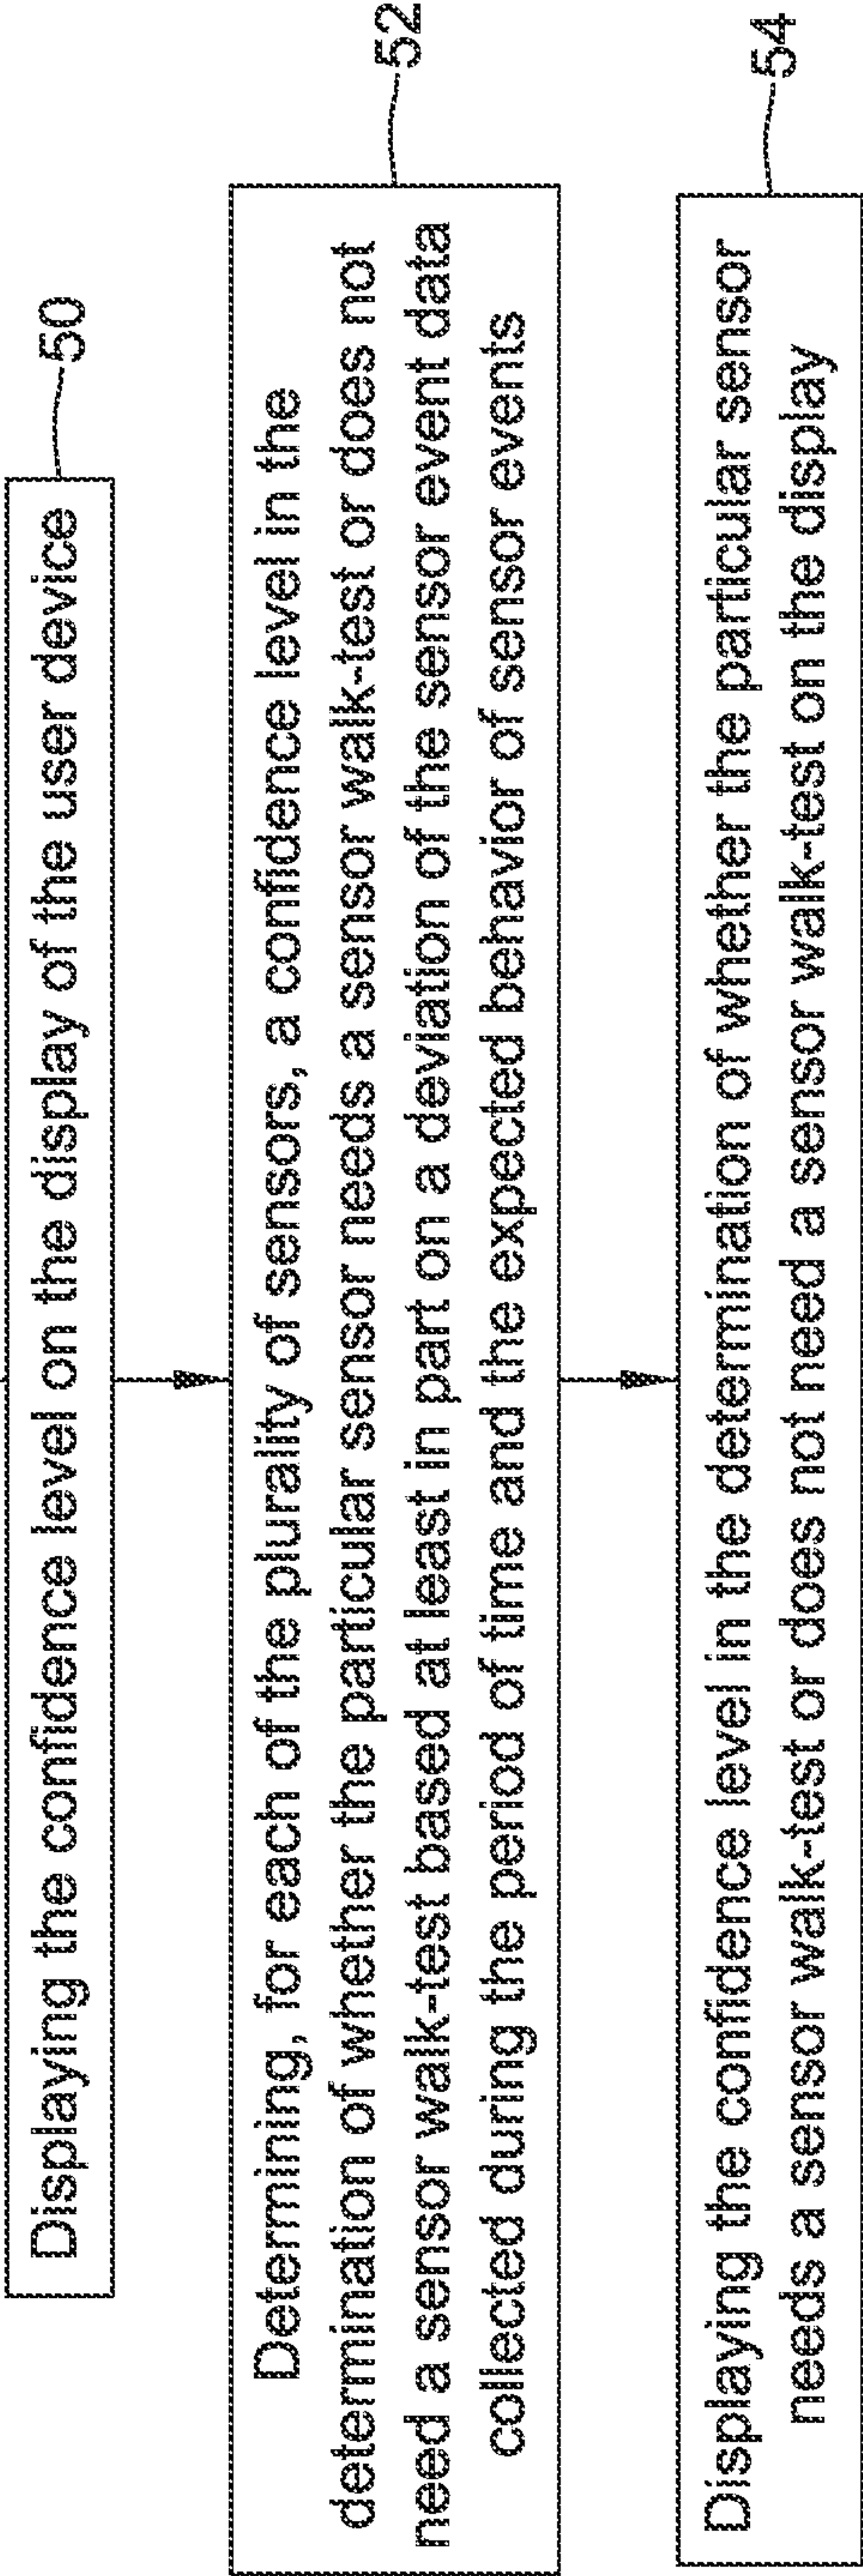 Displaying the confidence level on the display of the user device
50
Determining, for each of the plurality of sensors, a confidence level in the
determination of whether the particular sensor needs a sensor walk-test or does not
need a sensor walk-test based at least in part on a deviation of the sensor event data
collected during the period of time and the expected behavior of sensor events
52
Displaying the confidence level in the determination of whether the particular sensor
needs a sensor walk-test or does not need a sensor walk-test on the display
54